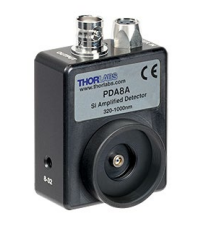 THORLABS
www.thorlabs.com
PDA8A
Si Amplified Detector
320-1000nm
CE
8-32